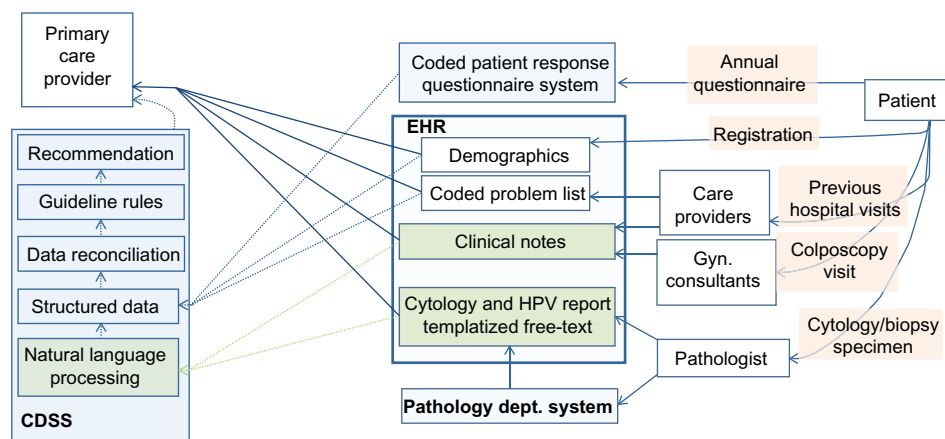 Primary
care
provider
Recommendation
Guideline rules
Data reconciliation
Structured data
Natural language
processing
CDSS
Coded patient response
questionnaire system
EHR
Demographics
Coded problem list
Clinical notes
Cytology and HPV report
templatized free-text
Pathology dept. system
Annual
questionnaire
Patient
Registration
Care
providers
Previous
hospital visits
Gyn.
consultants
Colposcopy
visit
Cytology/biopsy
specimen
Pathologist